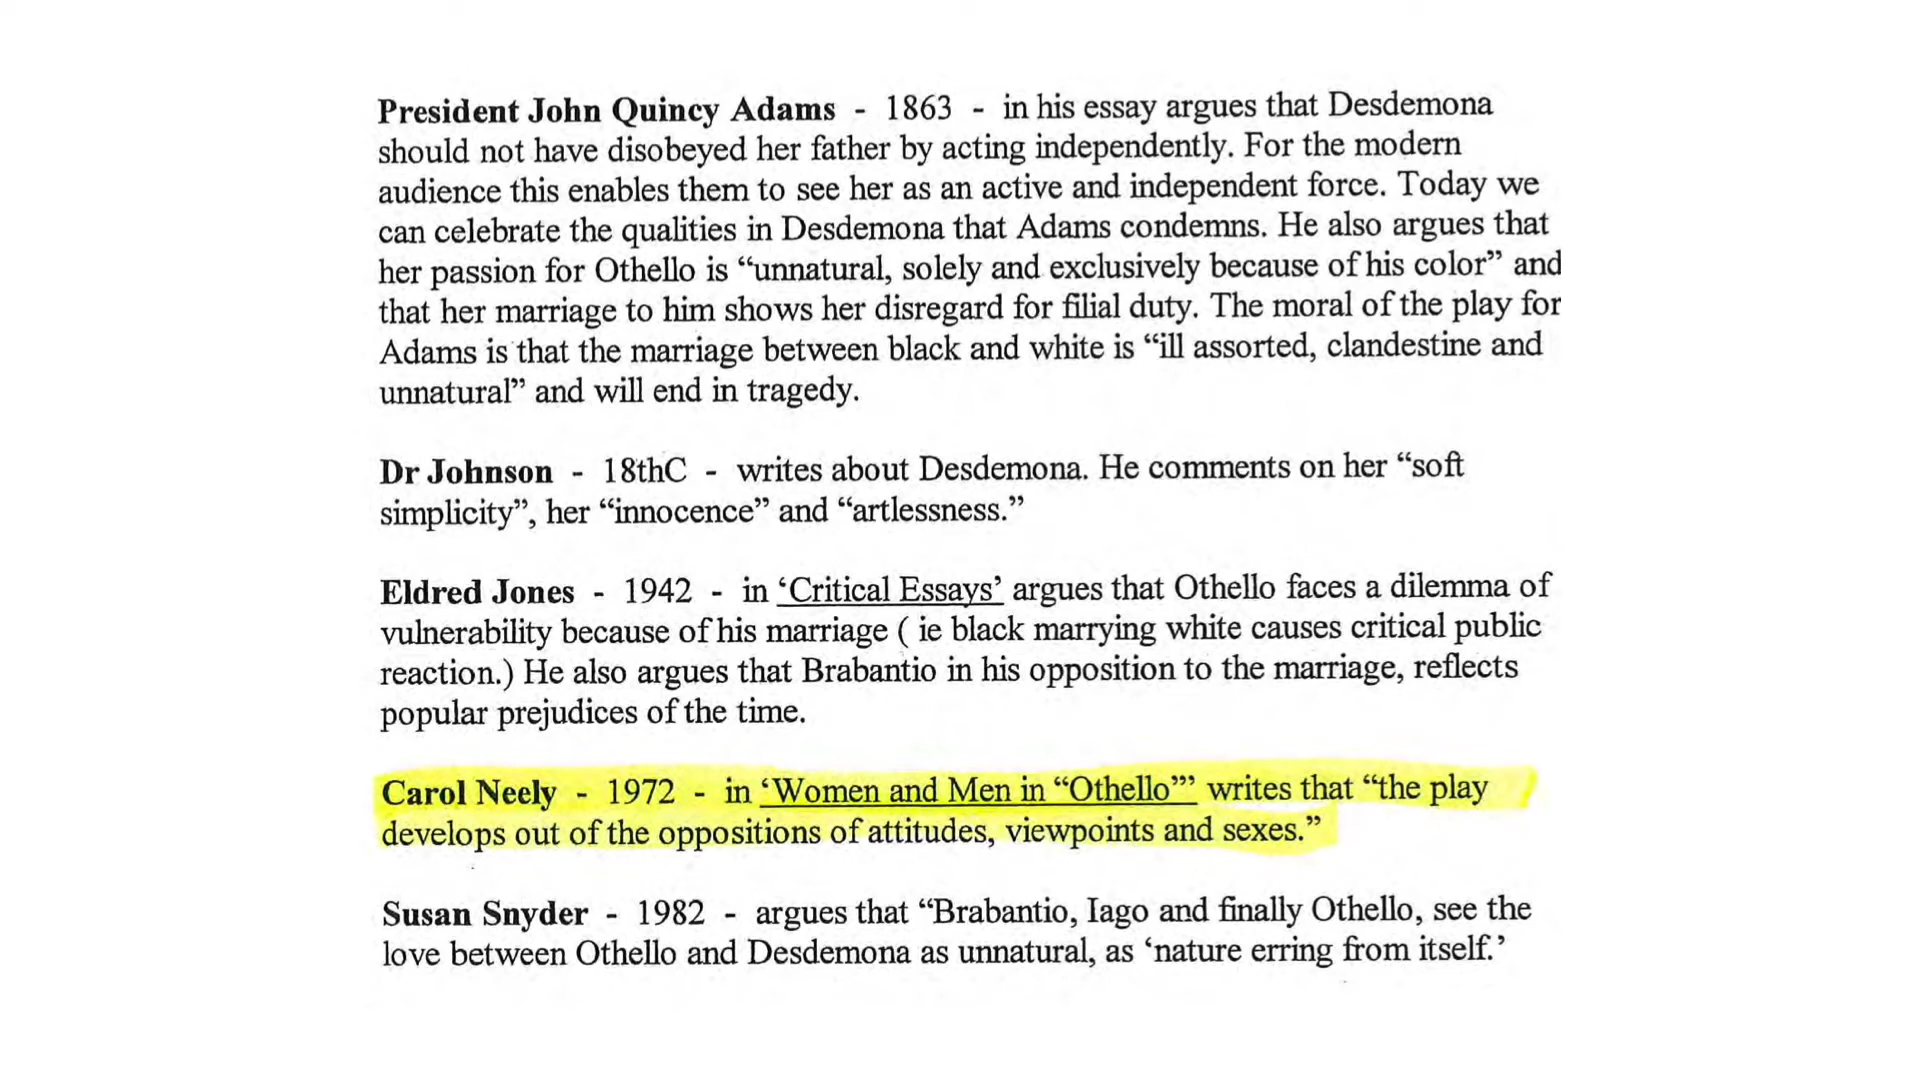 President John Quincy Adams - 1863 - in his essay argues that Desdemona
should not have disobeyed her father by acting independently. For the modern
audience this enables them to see her as an active and independent force. Today we
can celebrate the qualities in Desdemona that Adams condemns. He also argues that
her passion for Othello is “unnatural, solely and exclusively because of his color” and
that her marriage to him shows her disregard for filial duty. The moral of the play for
Adams is that the marriage between black and white is “ill assorted, clandestine and
unnatural” and will end in tragedy.
Dr Johnson - 18thC - writes about Desdemona. He comments on her “soft
simplicity”, her “innocence” and “artlessness.”
Eldred Jones - 1942 - in ‘Critical Essays’ argues that Othello faces a dilemma of
vulnerability because of his marriage ( ie black marrying white causes critical public
reaction.) He also argues that Brabantio in his opposition to the marriage, reflects
popular prejudices of the time.
Carol Neely - 1972 - in ‘Women and Men in “Othello”’ writes that “the play
develops out of the oppositions of attitudes, viewpoints and sexes.”
Susan Snyder - 1982 - argues that “Brabantio, Iago and finally Othello, see the
love between Othello and Desdemona as unnatural, as ‘nature erring from itself.’